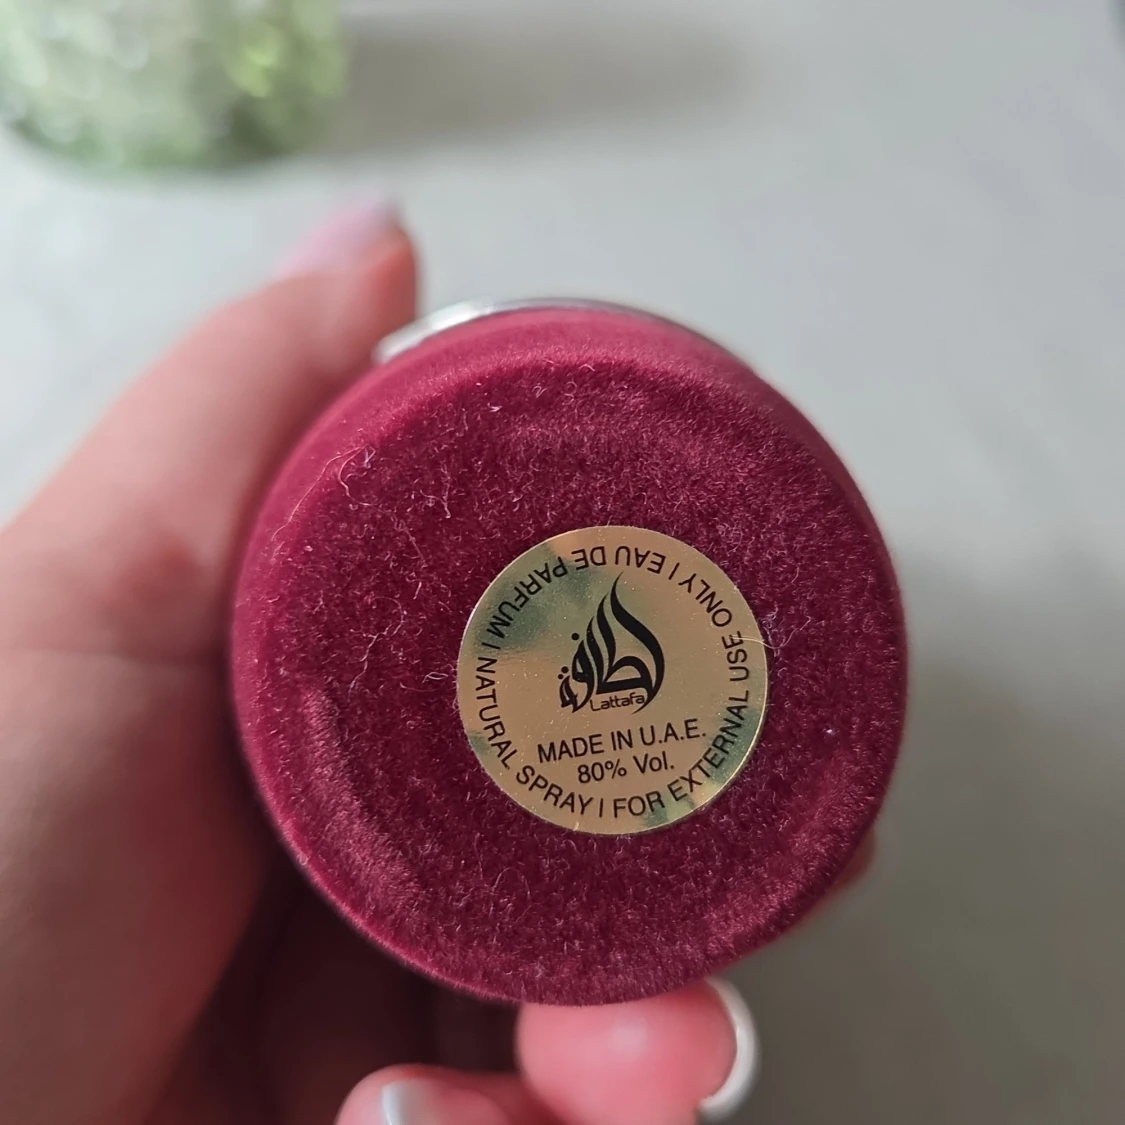 لطافة
Lattafa
MADE IN U.A.E.
80% Vol.
EAU DE PARFUM | NATURAL SPRAY | FOR EXTERNAL USE ONLY |